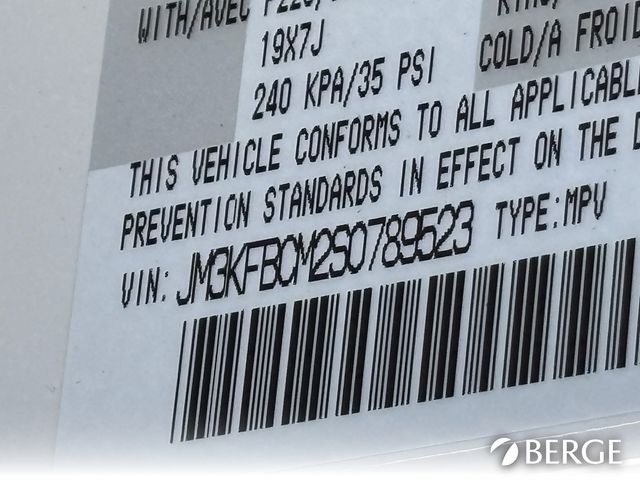 WITH/AVEC P225/
19X7J
240 KPA/35 PSI
COLD/A FROID
THIS VEHICLE CONFORMS TO ALL APPLICABLE
PREVENTION STANDARDS IN EFFECT ON THE D
VIN: JM3KFBCM2S0789523 TYPE:MPV
BERGE